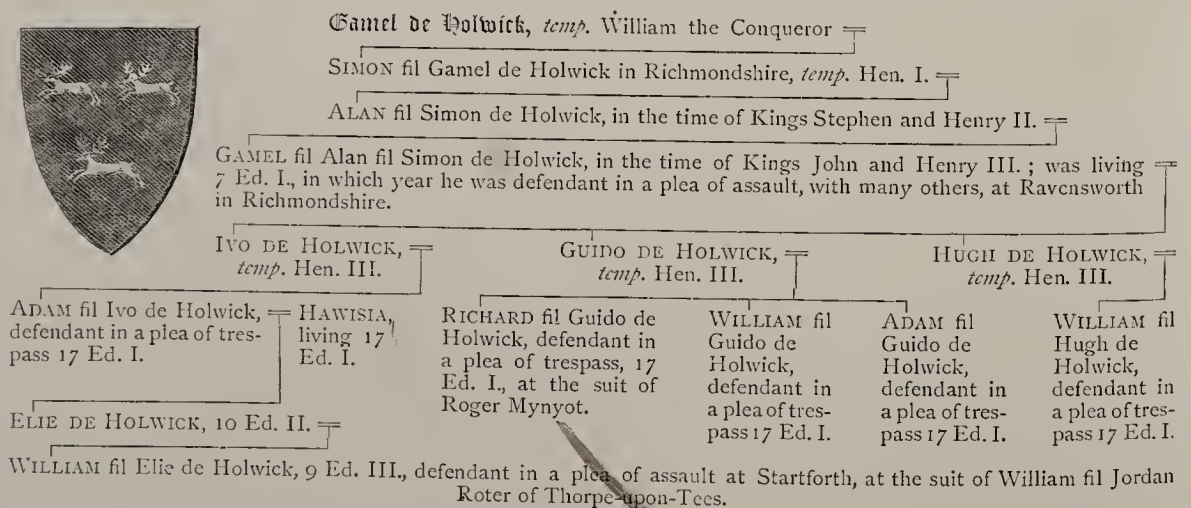 Gamel de Holwick, temp. William the Conqueror
SIMON fil Gamel de Holwick in Richmondshire, temp. Hen. I.
ALAN fil Simon de Holwick, in the time of Kings Stephen and Henry II.
GAMEL fil Alan fil Simon de Holwick, in the time of Kings John and Henry III. ; was living
7 Ed. I., in which year he was defendant in a plea of assault, with many others, at Ravensworth
in Richmondshire.
IVO DE HOLWICK,
temp. Hen. III.
GUIDO DE HOLWICK,
temp. Hen. III.
HUGH DE HOLWICK,
temp. Hen. III.
ADAM fil Ivo de Holwick,
defendant in a plea of tres-
pass 17 Ed. I.
HAWISIA,
living 17
Ed. I.
RICHARD fil Guido de
Holwick, defendant in
a plea of trespass, 17
Ed. I., at the suit of
Roger Mynyot.
WILLIAM fil
Guido de
Holwick,
defendant in
a plea of tres-
pass 17 Ed. I.
ADAM fil
Guido de
Holwick,
defendant in
a plea of tres-
pass 17 Ed. I.
WILLIAM fil
Hugh de
Holwick,
defendant in
a plea of tres-
pass 17 Ed. I.
ELIE DE HOLWICK, 10 Ed. II.
WILLIAM fil Elie de Holwick, 9 Ed. III., defendant in a plea of assault at Startforth, at the suit of William fil Jordan
Roter of Thorpe-upon-Tees.